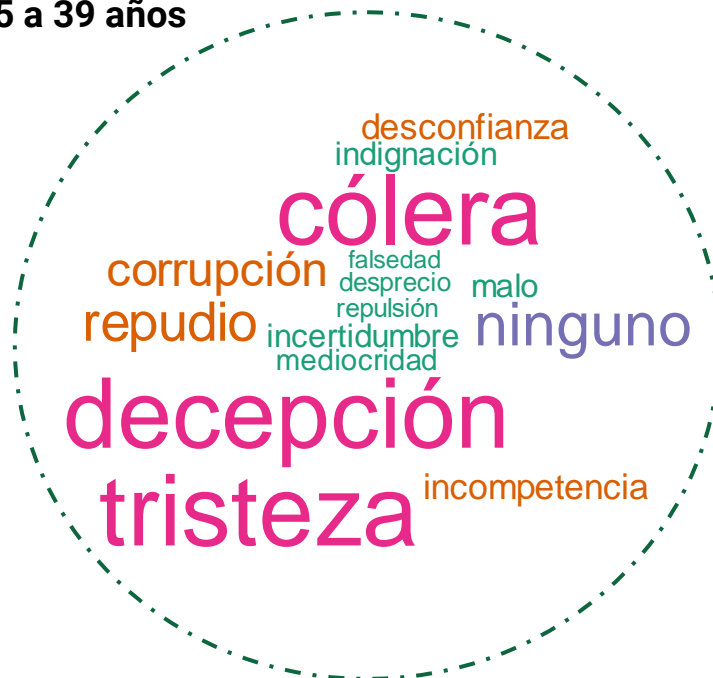 5 a 39 años
desconfianza
indignación
cólera
falsedad
corrupción
desprecio
malo
repulsión
repudio
incertidumbre
ninguno
mediocridad
decepción
incompetencia
tristeza